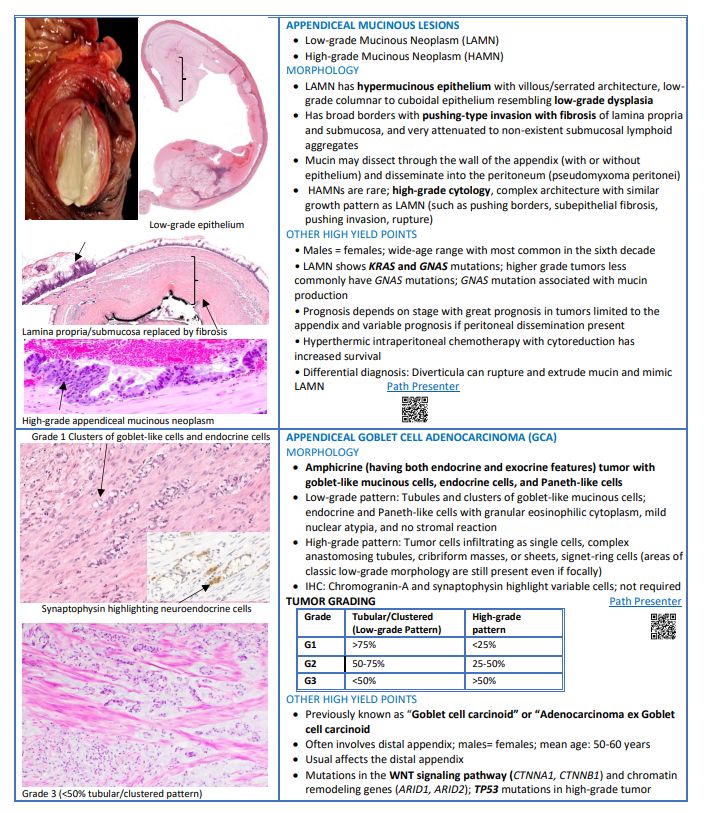 Low-grade epithelium
Lamina propria/submucosa replaced by fibrosis
High-grade appendiceal mucinous neoplasm
APPENDICEAL MUCINOUS LESIONS
• Low-grade Mucinous Neoplasm (LAMN)
• High-grade Mucinous Neoplasm (HAMN)
MORPHOLOGY
• LAMN has hypermucinous epithelium with villous/serrated architecture, low-
grade columnar to cuboidal epithelium resembling low-grade dysplasia
• Has broad borders with pushing-type invasion with fibrosis of lamina propria
and submucosa, and very attenuated to non-existent submucosal lymphoid
aggregates
• Mucin may dissect through the wall of the appendix (with or without
epithelium) and disseminate into the peritoneum (pseudomyxoma peritonei)
• HAMNs are rare; high-grade cytology, complex architecture with similar
growth pattern as LAMN (such as pushing borders, subepithelial fibrosis,
pushing invasion, rupture)
OTHER HIGH YIELD POINTS
• Males = females; wide-age range with most common in the sixth decade
• LAMN shows KRAS and GNAS mutations; higher grade tumors less
commonly have GNAS mutations; GNAS mutation associated with mucin
production
• Prognosis depends on stage with great prognosis in tumors limited to the
appendix and variable prognosis if peritoneal dissemination present
• Hyperthermic intraperitoneal chemotherapy with cytoreduction has
increased survival
• Differential diagnosis: Diverticula can rupture and extrude mucin and mimic
LAMN Path Presenter
Grade 1 Clusters of goblet-like cells and endocrine cells
Synaptophysin highlighting neuroendocrine cells
Grade 3 (<50% tubular/clustered pattern)
APPENDICEAL GOBLET CELL ADENOCARCINOMA (GCA)
MORPHOLOGY
• Amphicrine (having both endocrine and exocrine features) tumor with
goblet-like mucinous cells, endocrine cells, and Paneth-like cells
• Low-grade pattern: Tubules and clusters of goblet-like mucinous cells;
endocrine and Paneth-like cells with granular eosinophilic cytoplasm, mild
nuclear atypia, and no stromal reaction
• High-grade pattern: Tumor cells infiltrating as single cells, complex
anastomosing tubules, cribriform masses, or sheets, signet-ring cells (areas of
classic low-grade morphology are still present even if focally)
• IHC: Chromogranin-A and synaptophysin highlight variable cells; not required
TUMOR GRADING Path Presenter
Grade Tubular/Clustered High-grade
(Low-grade Pattern) pattern
G1 >75% <25%
G2 50-75% 25-50%
G3 <50% >50%
OTHER HIGH YIELD POINTS
• Previously known as “Goblet cell carcinoid” or “Adenocarcinoma ex Goblet
cell carcinoid
• Often involves distal appendix; males= females; mean age: 50-60 years
• Usual affects the distal appendix
• Mutations in the WNT signaling pathway (CTNNA1, CTNNB1) and chromatin
remodeling genes (ARID1, ARID2); TP53 mutations in high-grade tumor